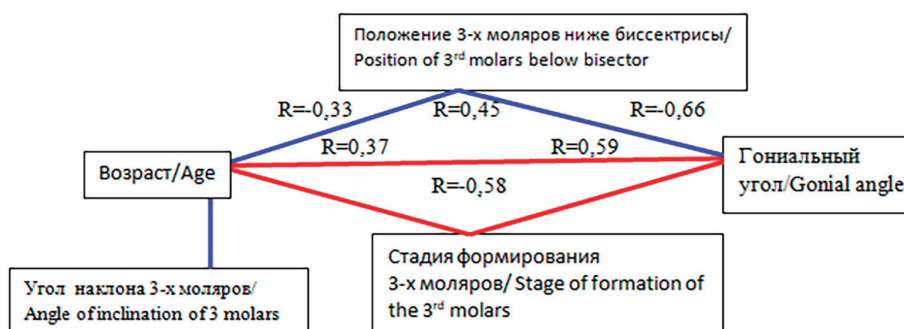 Положение 3-х моляров ниже биссектрисы/
Position of 3rd molars below bisector
R=-0,33
R=0,45
R=-0,66
R=0,37
R=0,59
Возраст/Age
Гониальный
угол/Gonial angle
R=-0,58
Стадия формирования
3-х моляров/ Stage of formation of
the 3rd molars
Угол наклона 3-х моляров/
Angle of inclination of 3 molars